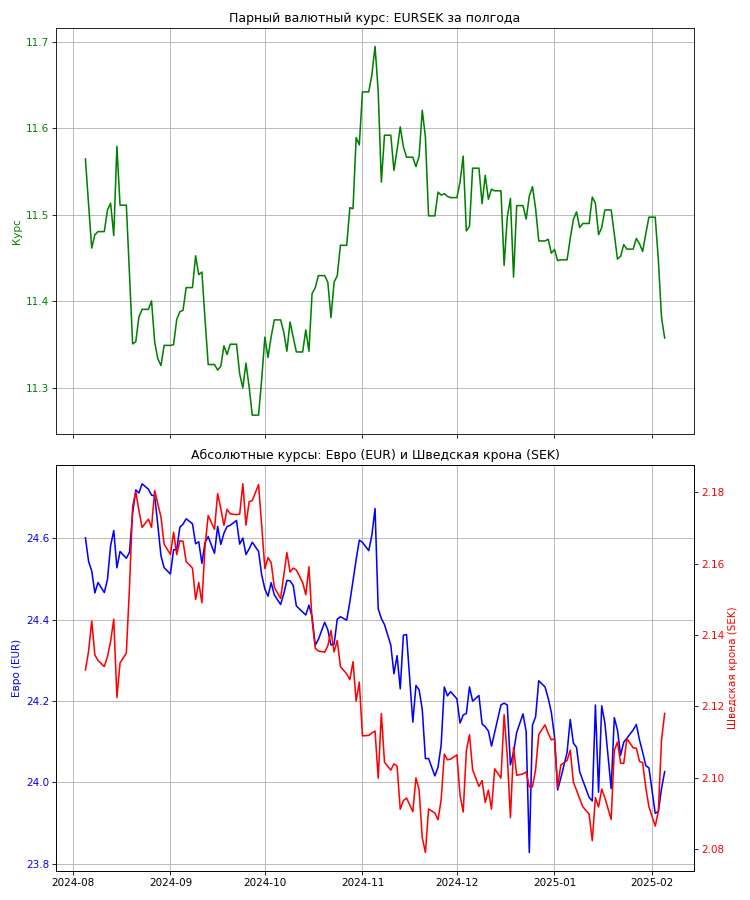 Парный валютный курс: EURSEK за полгода
11.7
11.6
11.5
11.4
11.3
Курс
Абсолютные курсы: Евро (EUR) и Шведская крона (SEK)
24.6
24.4
24.2
24.0
23.8
Евро (EUR)
2.18
2.16
2.14
2.12
2.10
2.08
Шведская крона (SEK)
2024-08 2024-09 2024-10 2024-11 2024-12 2025-01 2025-02